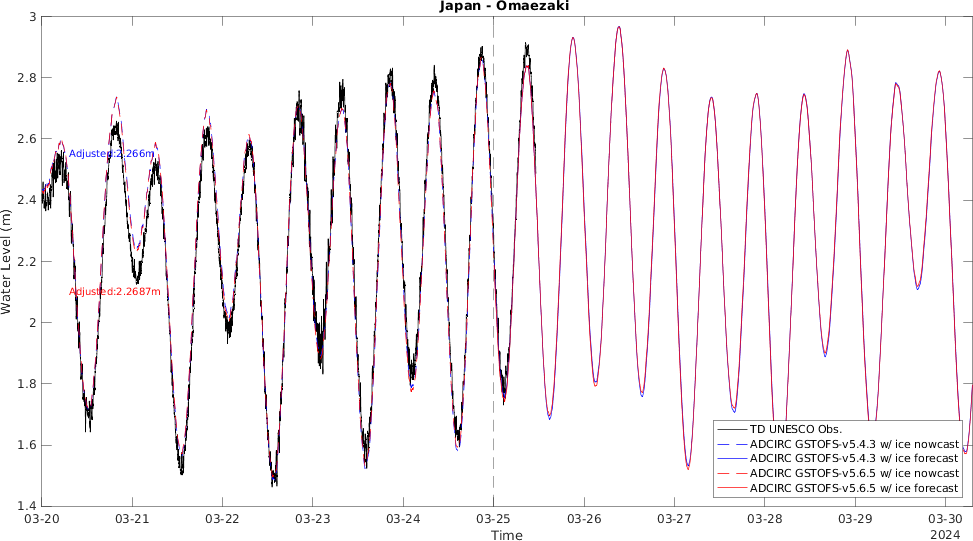 Japan - Omaezaki
Water Level (m)
3
2.8
2.6
2.4
2.2
2
1.8
1.6
1.4
Adjusted:2.266m
Adjusted:2.2687m
TD UNESCO Obs.
ADCIRC GSTOFS-v5.4.3 w/ ice nowcast
ADCIRC GSTOFS-v5.4.3 w/ ice forecast
ADCIRC GSTOFS-v5.6.5 w/ ice nowcast
ADCIRC GSTOFS-v5.6.5 w/ ice forecast
03-20 03-21 03-22 03-23 03-24 03-25 03-26 03-27 03-28 03-29 03-30
Time
2024